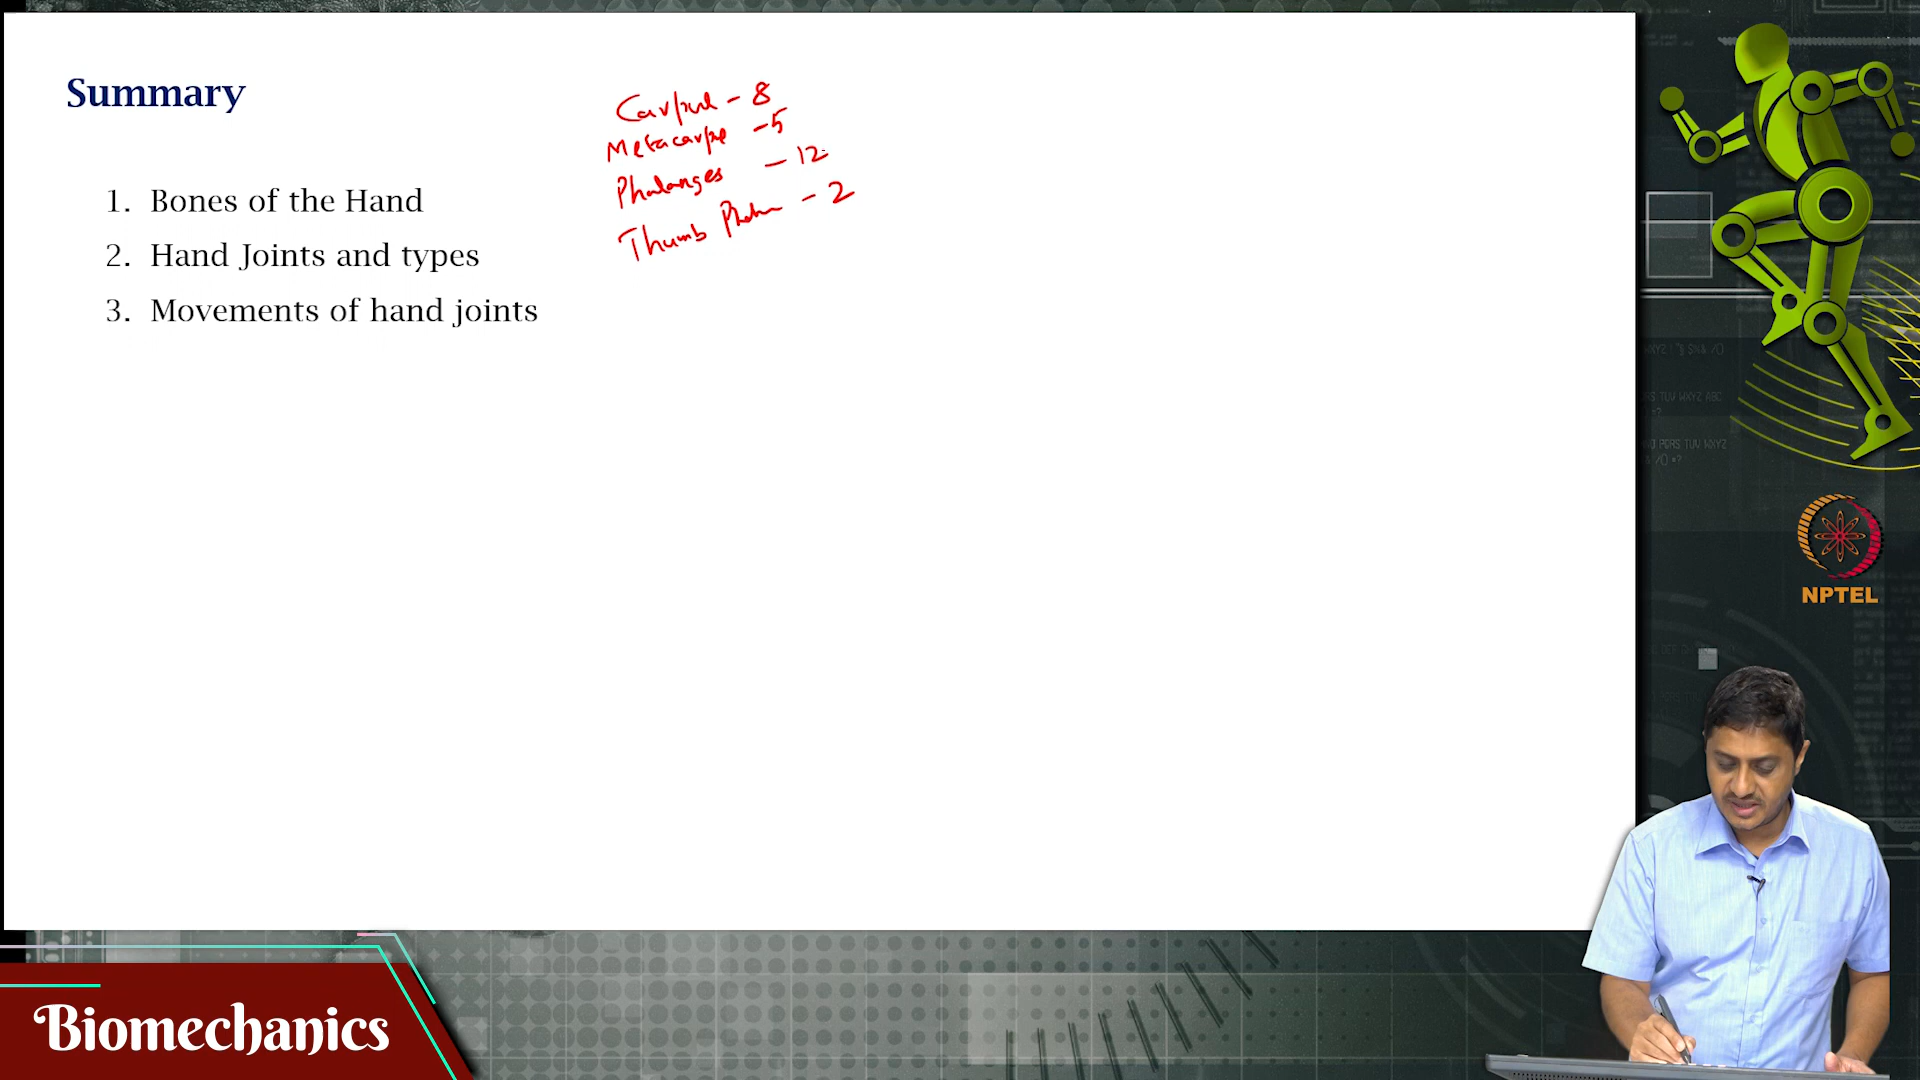 Summary
1. Bones of the Hand
2. Hand Joints and types
3. Movements of hand joints
Carpal - 8
Metacarpe - 5
Phalanges - 12
Thumb - 2
NPTEL
Biomechanics